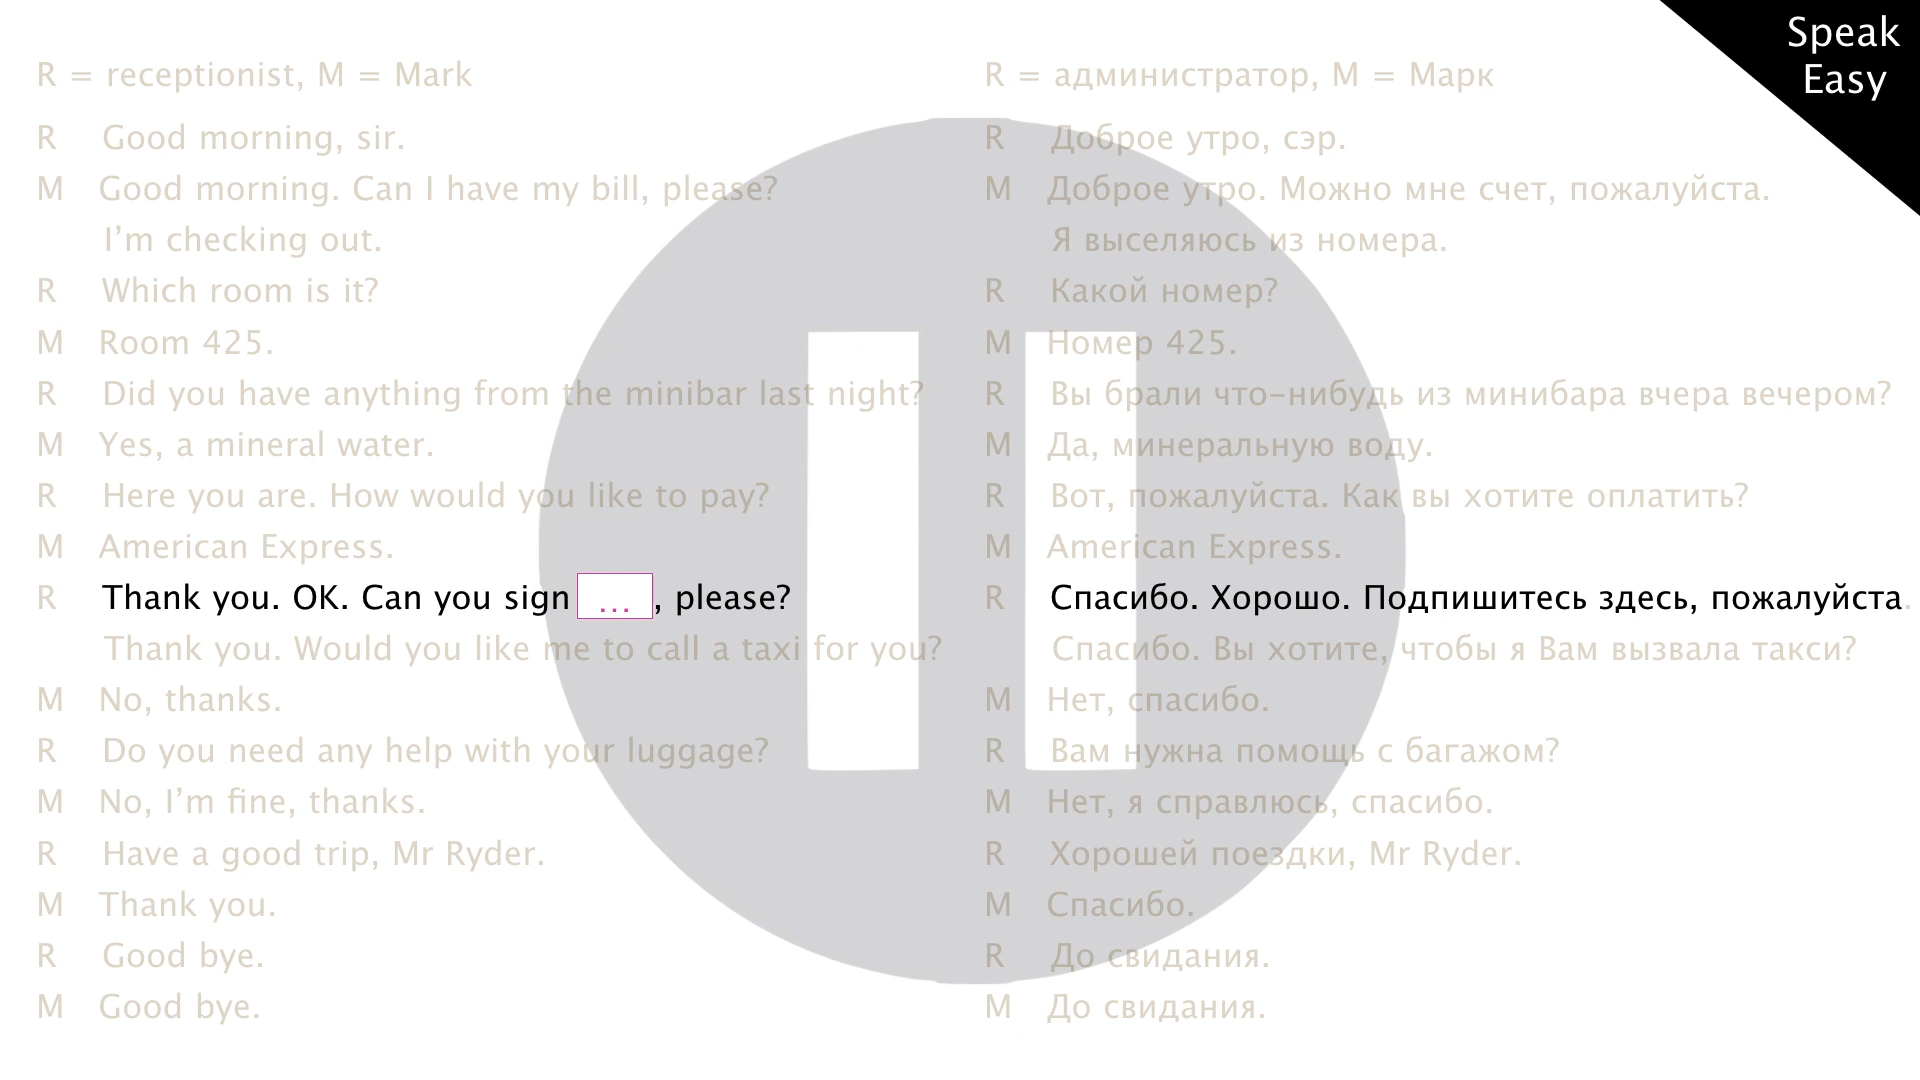 Speak
Easy
R = receptionist, M = Mark
R Good morning, sir.
M Good morning. Can I have my bill, please?
I’m checking out.
R Which room is it?
M Room 425.
R Did you have anything from the minibar last night?
M Yes, a mineral water.
R Here you are. How would you like to pay?
M American Express.
R Thank you. OK. Can you sign ... , please?
Thank you. Would you like me to call a taxi for you?
M No, thanks.
R Do you need any help with your luggage?
M No, I’m fine, thanks.
R Have a good trip, Mr Ryder.
M Thank you.
R Good bye.
M Good bye.
R = администратор, M = Марк
R Доброе утро, сэр.
M Доброе утро. Можно мне счет, пожалуйста.
Я выселяюсь из номера.
R Какой номер?
M Номер 425.
R Вы брали что-нибудь из минибара вчера вечером?
M Да, минеральную воду.
R Вот, пожалуйста. Как вы хотите оплатить?
M American Express.
R Спасибо. Хорошо. Подпишитесь здесь, пожалуйста.
Спасибо. Вы хотите, чтобы я Вам вызвала такси?
M Нет, спасибо.
R Вам нужна помощь с багажом?
M Нет, я справлюсь, спасибо.
R Хорошей поездки, Mr Ryder.
M Спасибо.
R До свидания.
M До свидания.